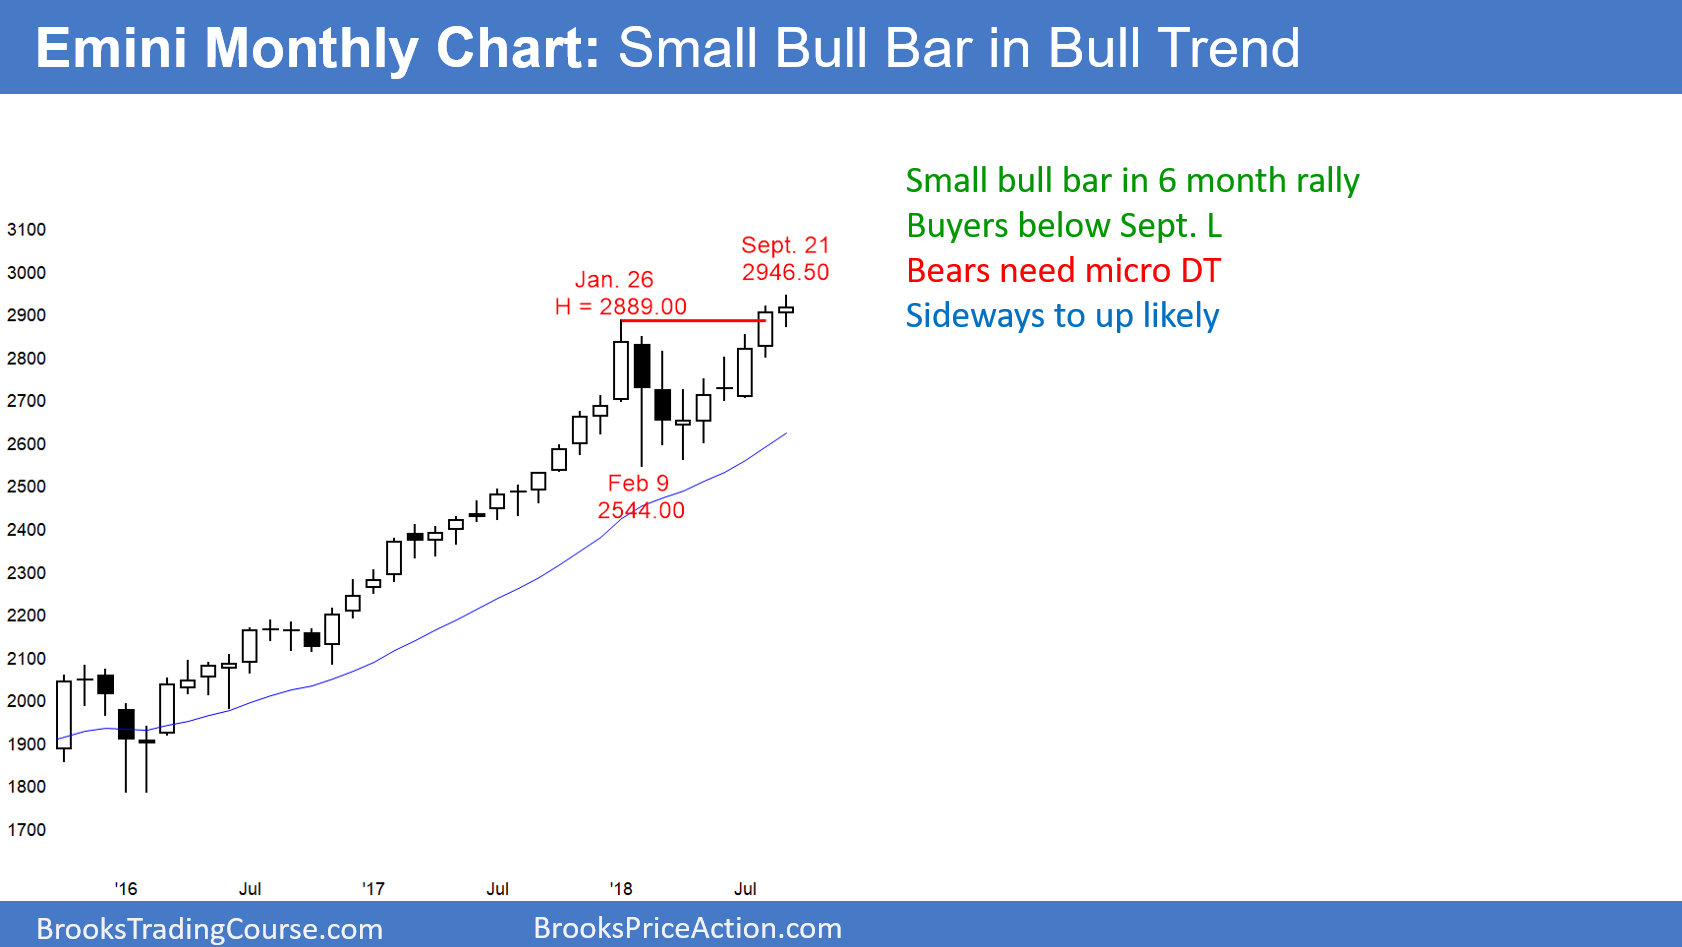 Emini Monthly Chart: Small Bull Bar in Bull Trend
Small bull bar in 6 month rally
Buyers below Sept. L
Bears need micro DT
Sideways to up likely
3100
3000
2900
2800
2700
2600
2500
2400
2300
2200
2100
2000
1900
1800
1700
Sept. 21
2946.50
Jan. 26
H = 2889.00
Feb 9
2544.00
'16
Jul
'17
Jul
'18
Jul
BrooksTradingCourse.com
BrooksPriceAction.com